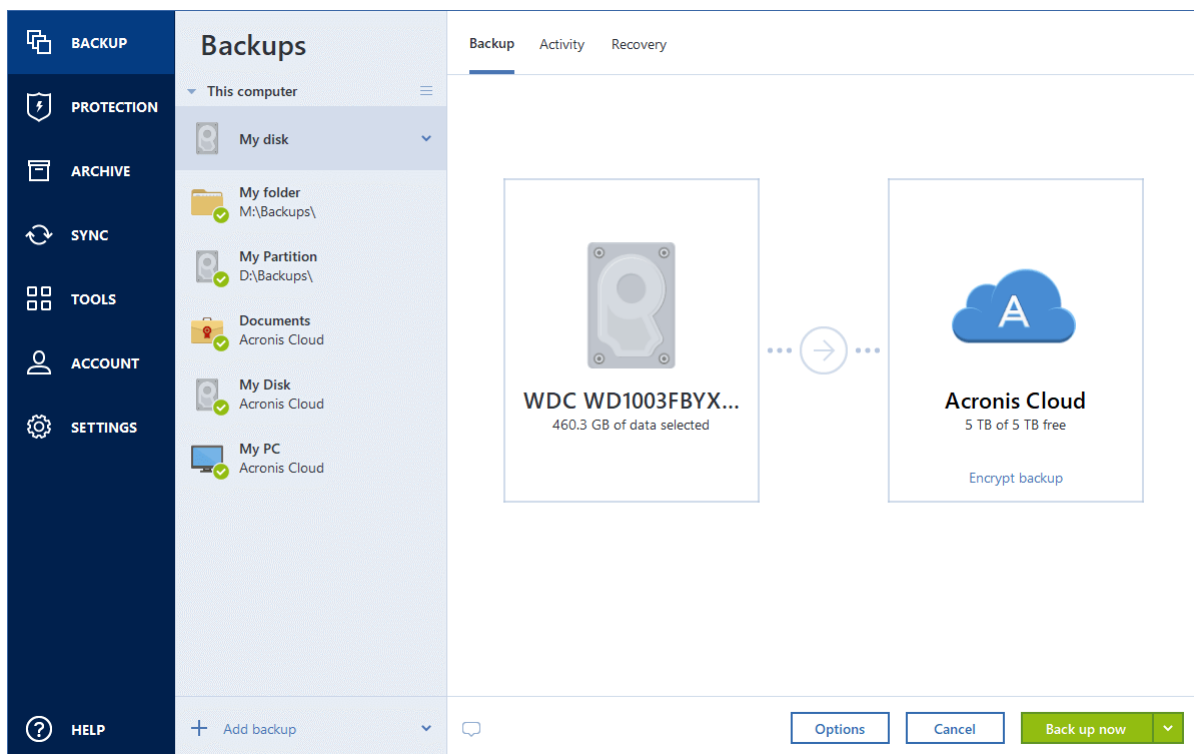 BACKUP
PROTECTION
ARCHIVE
SYNC
TOOLS
ACCOUNT
SETTINGS
HELP
Backups
This computer
My disk
My folder
M:\Backups\
My Partition
D:\Backups\
Documents
Acronis Cloud
My Disk
Acronis Cloud
My PC
Acronis Cloud
Add backup
Backup Activity Recovery
WDC WD1003FBYX...
460.3 GB of data selected
A
Acronis Cloud
5 TB of 5 TB free
Encrypt backup
Options Cancel Back up now